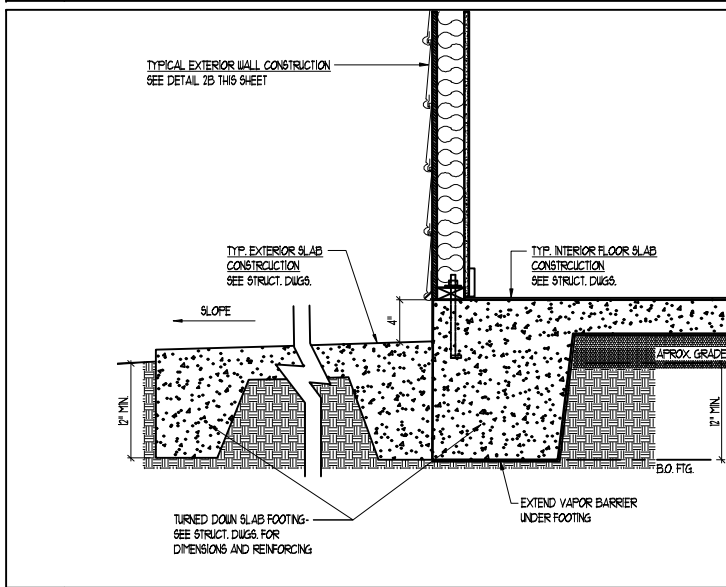 TYPICAL EXTERIOR WALL CONSTRUCTION
SEE DETAIL 2B THIS SHEET
TYP. EXTERIOR SLAB
CONSTRCUCTION
SEE STRUCT. DWGS.
TYP. INTERIOR FLOOR SLAB
CONSTRCUCTION
SEE STRUCT. DWGS.
SLOPE
4"
APROX. GRADE
12" MIN.
12" MIN.
B.O. FTG.
EXTEND VAPOR BARRIER
UNDER FOOTING
TURNED DOWN SLAB FOOTING-
SEE STRUCT. DWGS. FOR
DIMENSIONS AND REINFORCING